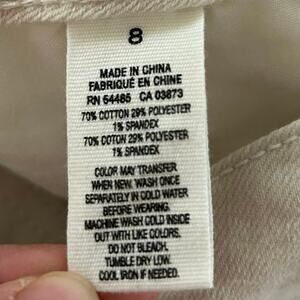 8
MADE IN CHINA
FABRIQUÉ EN CHINE
RN 54485 CA 03873
70% COTTON 29% POLYESTER
1% SPANDEX
70% COTTON 29% POLYESTER
1% SPANDEX
COLOR MAY TRANSFER
WHEN NEW. WASH ONCE
SEPARATELY IN COLD WATER
BEFORE WEARING.
MACHINE WASH COLD INSIDE
OUT WITH LIKE COLORS.
DO NOT BLEACH.
TUMBLE DRY LOW.
COOL IRON IF NEEDED.